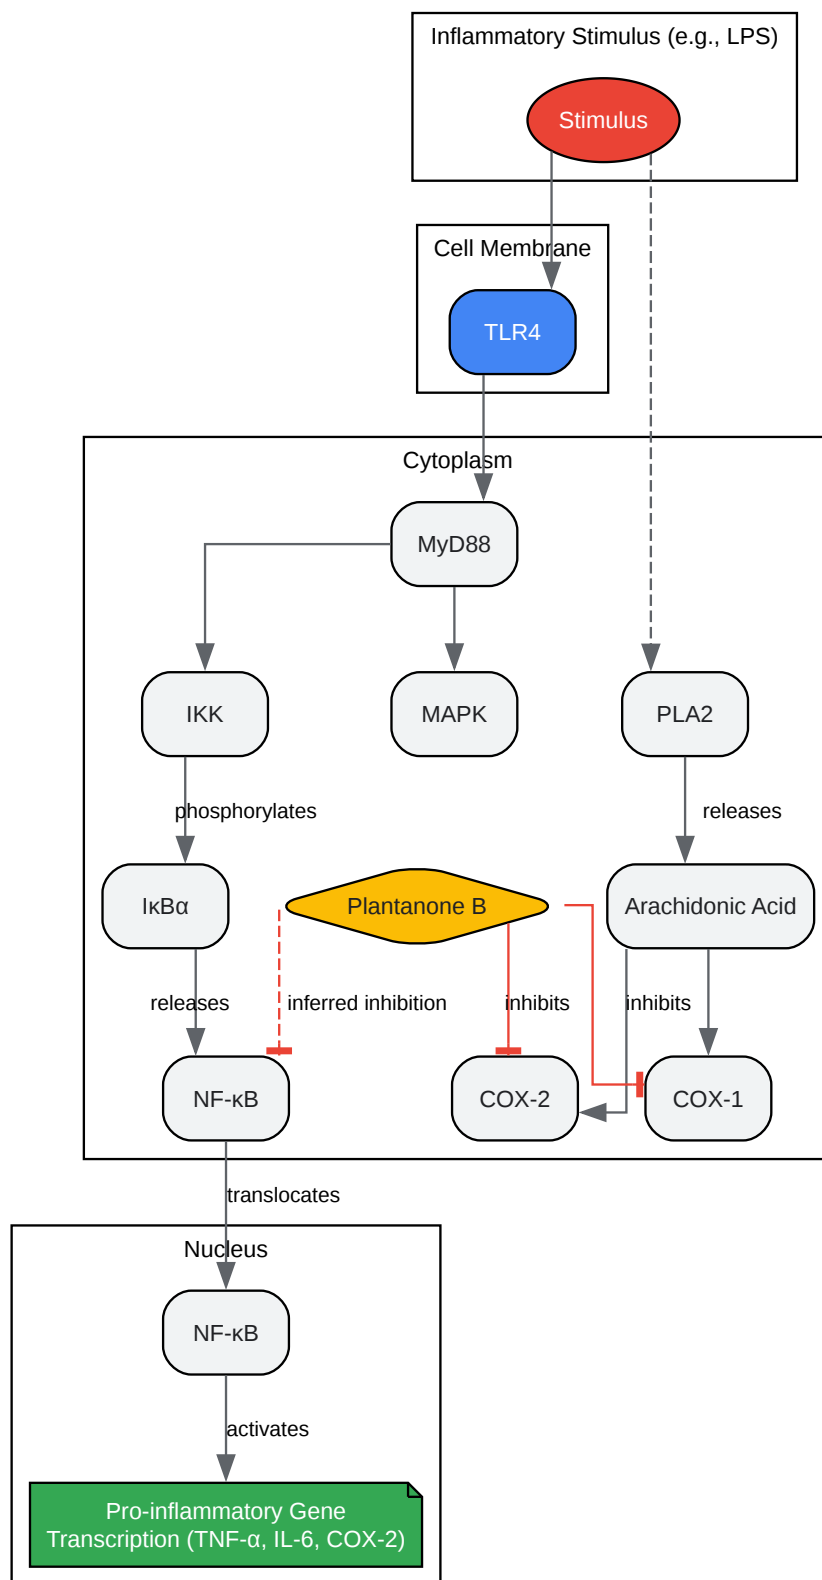 Inflammatory Stimulus (e.g., LPS)
Stimulus
Cell Membrane
TLR4
Cytoplasm
MyD88
IKK
MAPK
PLA2
phosphorylates
releases
IκBα
Plantanone B
Arachidonic Acid
releases
inferred inhibition
inhibits
inhibits
NF-κB
COX-2
COX-1
translocates
Nucleus
NF-κB
activates
Pro-inflammatory Gene
Transcription (TNF-α, IL-6, COX-2)